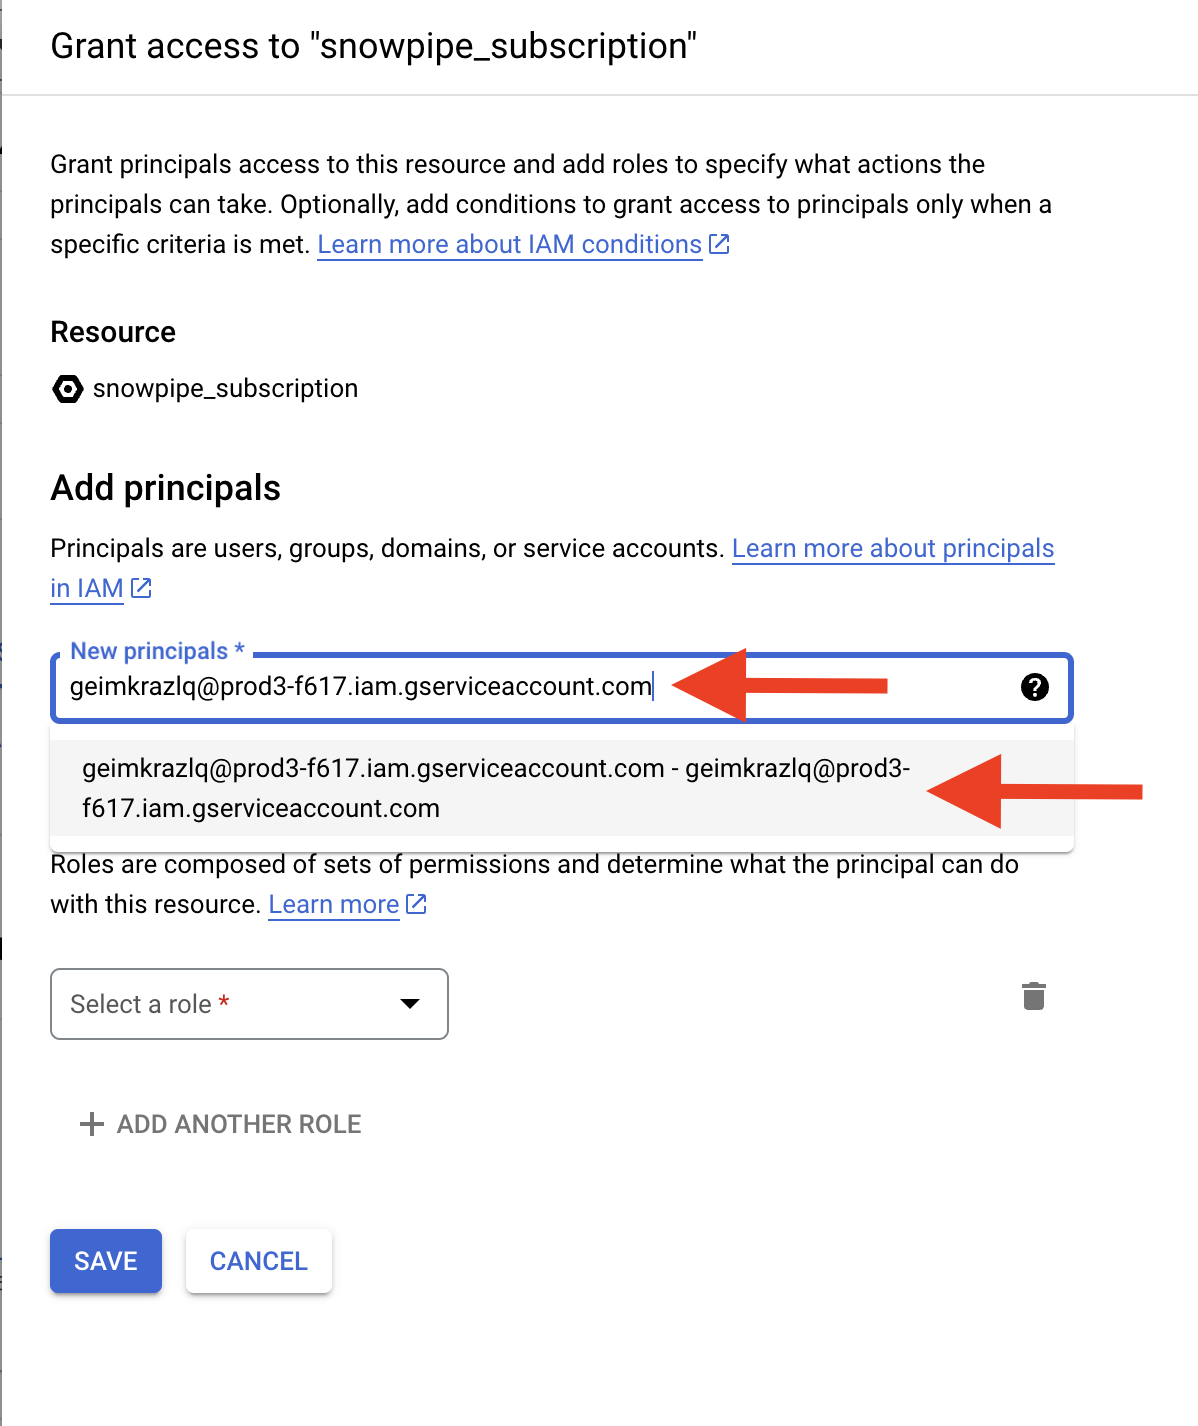 Grant access to "snowpipe_subscription"
Grant principals access to this resource and add roles to specify what actions the
principals can take. Optionally, add conditions to grant access to principals only when a
specific criteria is met. Learn more about IAM conditions
Resource
snowpipe_subscription
Add principals
Principals are users, groups, domains, or service accounts. Learn more about principals
in IAM
New principals *
geimkrazlq@prod3-f617.iam.gserviceaccount.com
geimkrazlq@prod3-f617.iam.gserviceaccount.com - geimkrazlq@prod3-
f617.iam.gserviceaccount.com
Roles are composed of sets of permissions and determine what the principal can do
with this resource. Learn more
Select a role *
+ ADD ANOTHER ROLE
SAVE CANCEL